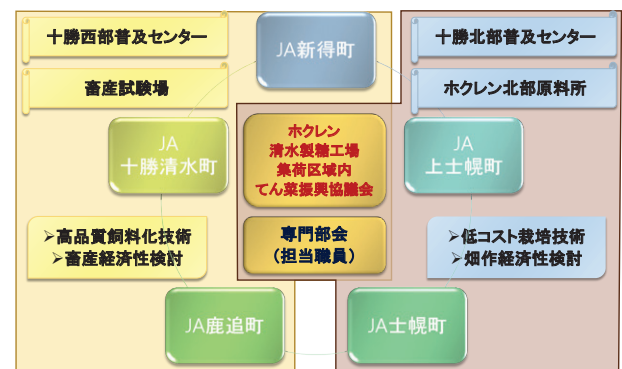 十勝西部普及センター
畜産試験場
JA新得町
十勝北部普及センター
ホクレン北部原料所
JA
十勝清水町
ホクレン
清水製糖工場
集荷区域内
てん菜振興協議会
JA
上士幌町
➢高品質飼料化技術
➢畜産経済性検討
専門部会
（担当職員）
➢低コスト栽培技術
➢畑作経済性検討
JA鹿追町
JA士幌町